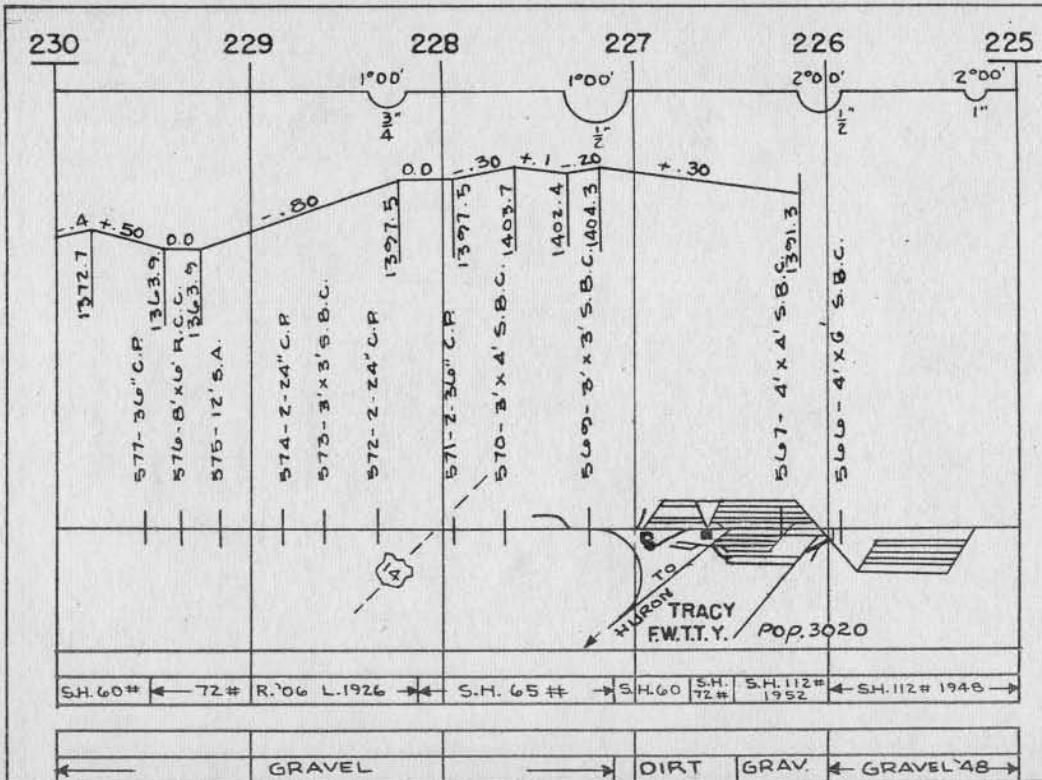 230 229 228 227 226 225
1°00' 1°00' 2°00' 2°00'
3/4" 1/2" 1/2" 1"
-.4 +.50 0.0 -.80 0.0 -.30 +.1 -.20 +.30
1372.7
1363.9
1363.9
1397.5
1397.5
1403.7
1402.4
1404.3
1391.3
577-36" C.P.
576-8'x6' R.C.C.
575-12' S.A.
574-2-24" C.P.
573-3'x3' S.B.C.
572-2-24" C.P.
571-2-36" C.P.
570-3'x4' S.B.C.
569-3'x3' S.B.C.
567-4'x4' S.B.C.
566-4'x6' S.B.C.
14
HURON TO
TRACY
F.W.T.T.Y.
Pop. 3020
S.H. 60# 72# R.'06 L.1926 S.H. 65# S.H.60 S.H. 72# S.H. 112# 1952 S.H. 112# 1948
GRAVEL DIRT GRAV. GRAVEL '48